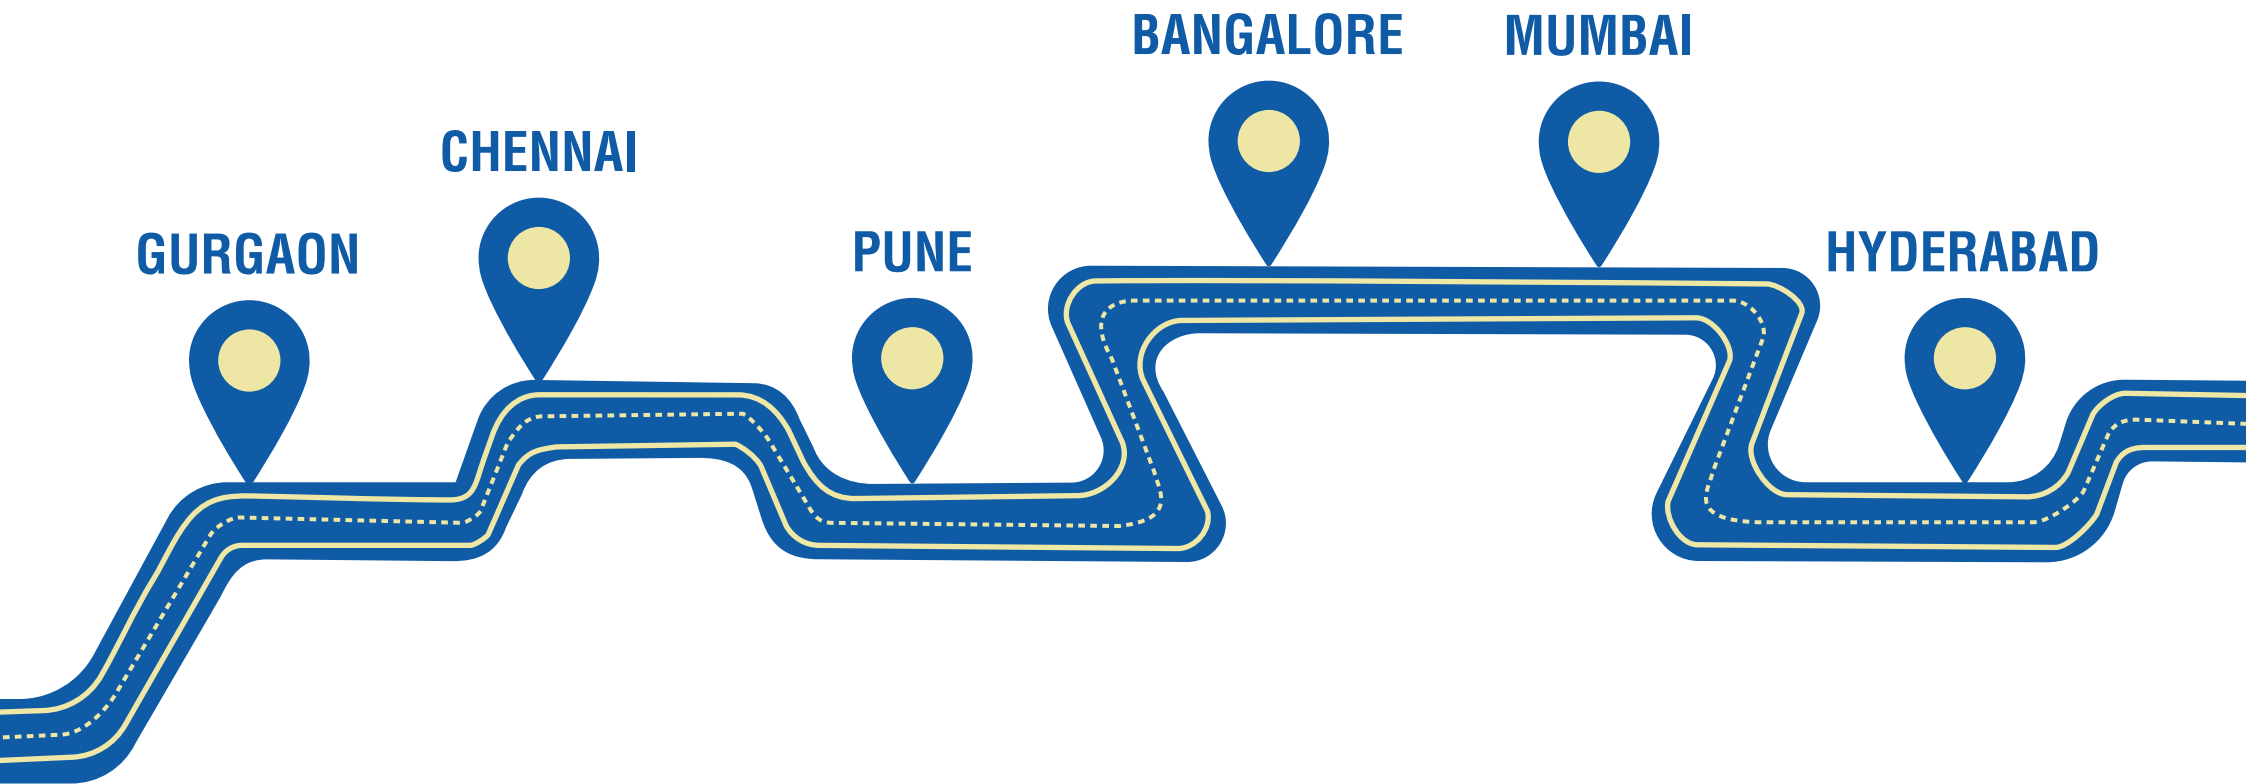 GURGAON
CHENNAI
PUNE
BANGALORE
MUMBAI
HYDERABAD